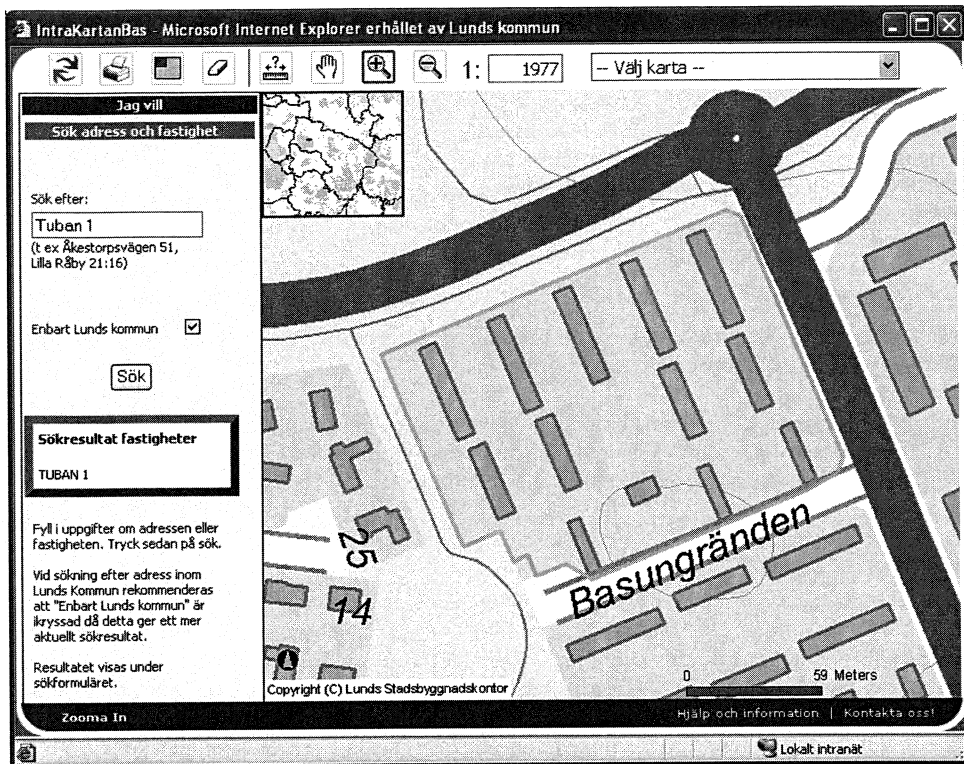 IntraKartanBas - Microsoft Internet Explorer erhållet av Lunds kommun
1: 1977 -- Välj karta --
Jag vill
Sök adress och fastighet
Sök efter:
Tuban 1
(t ex Åkestorpsvägen 51,
Lilla Råby 21:16)
Enbart Lunds kommun
Sök
Sökresultat fastigheter
TUBAN 1
Fyll i uppgifter om adressen eller
fastigheten. Tryck sedan på sök.
Vid sökning efter adress inom
Lunds Kommun rekommenderas
att "Enbart Lunds kommun" är
ikryssad då detta ger ett mer
aktuellt sökresultat.
Resultatet visas under
sökformuläret.
25
14
Basungränden
0 59 Meters
Copyright (C) Lunds Stadsbyggnadskontor
Zooma In
Hjälp och information | Kontakta oss!
Lokalt intranät